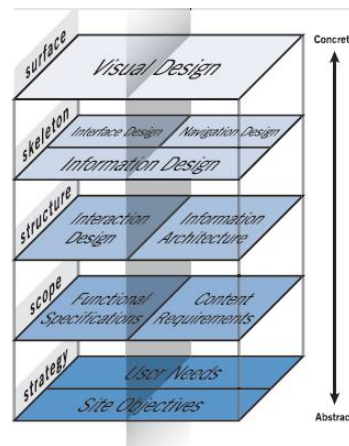 Concret
surface
Visual Design
skeleton
Interface Design
Navigation Design
Information Design
structure
Interaction
Design
Information
Architecture
scope
Functional
Specifications
Content
Requirements
strategy
User Needs
Site Objectives
Abstrac